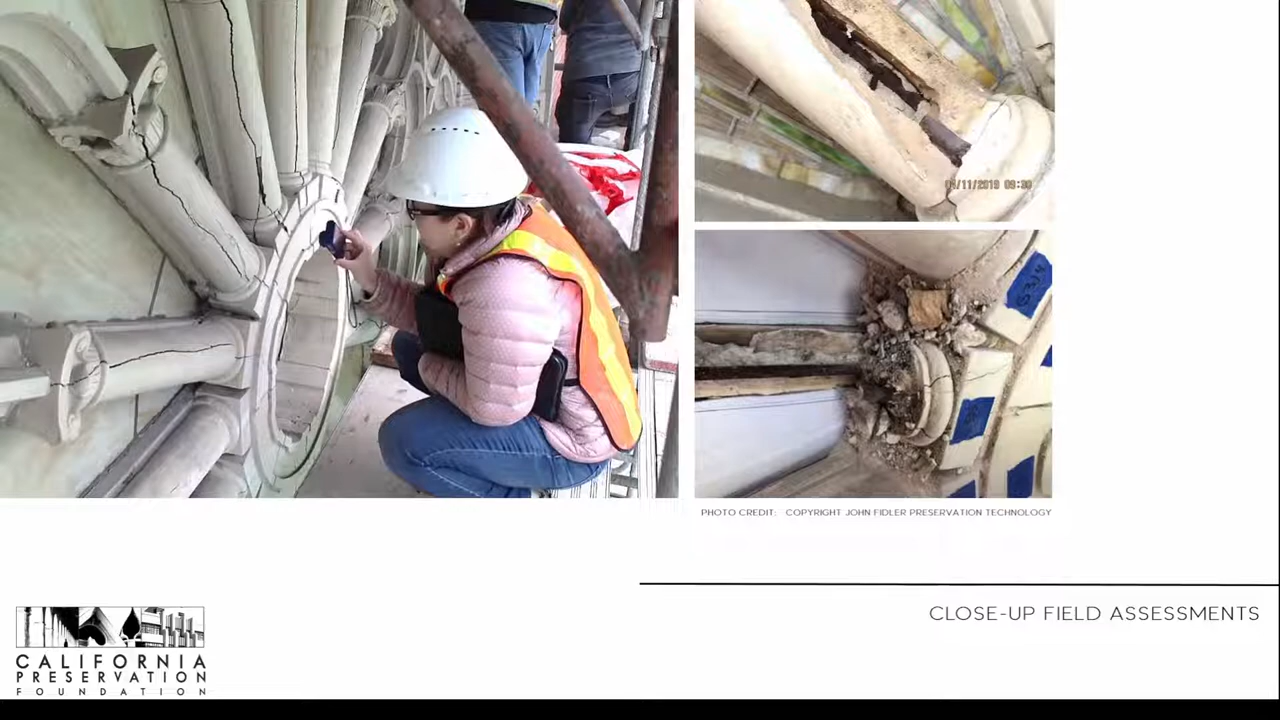 PHOTO CREDIT: COPYRIGHT JOHN FIDLER PRESERVATION TECHNOLOGY
CLOSE-UP FIELD ASSESSMENTS
CALIFORNIA
PRESERVATION
FOUNDATION